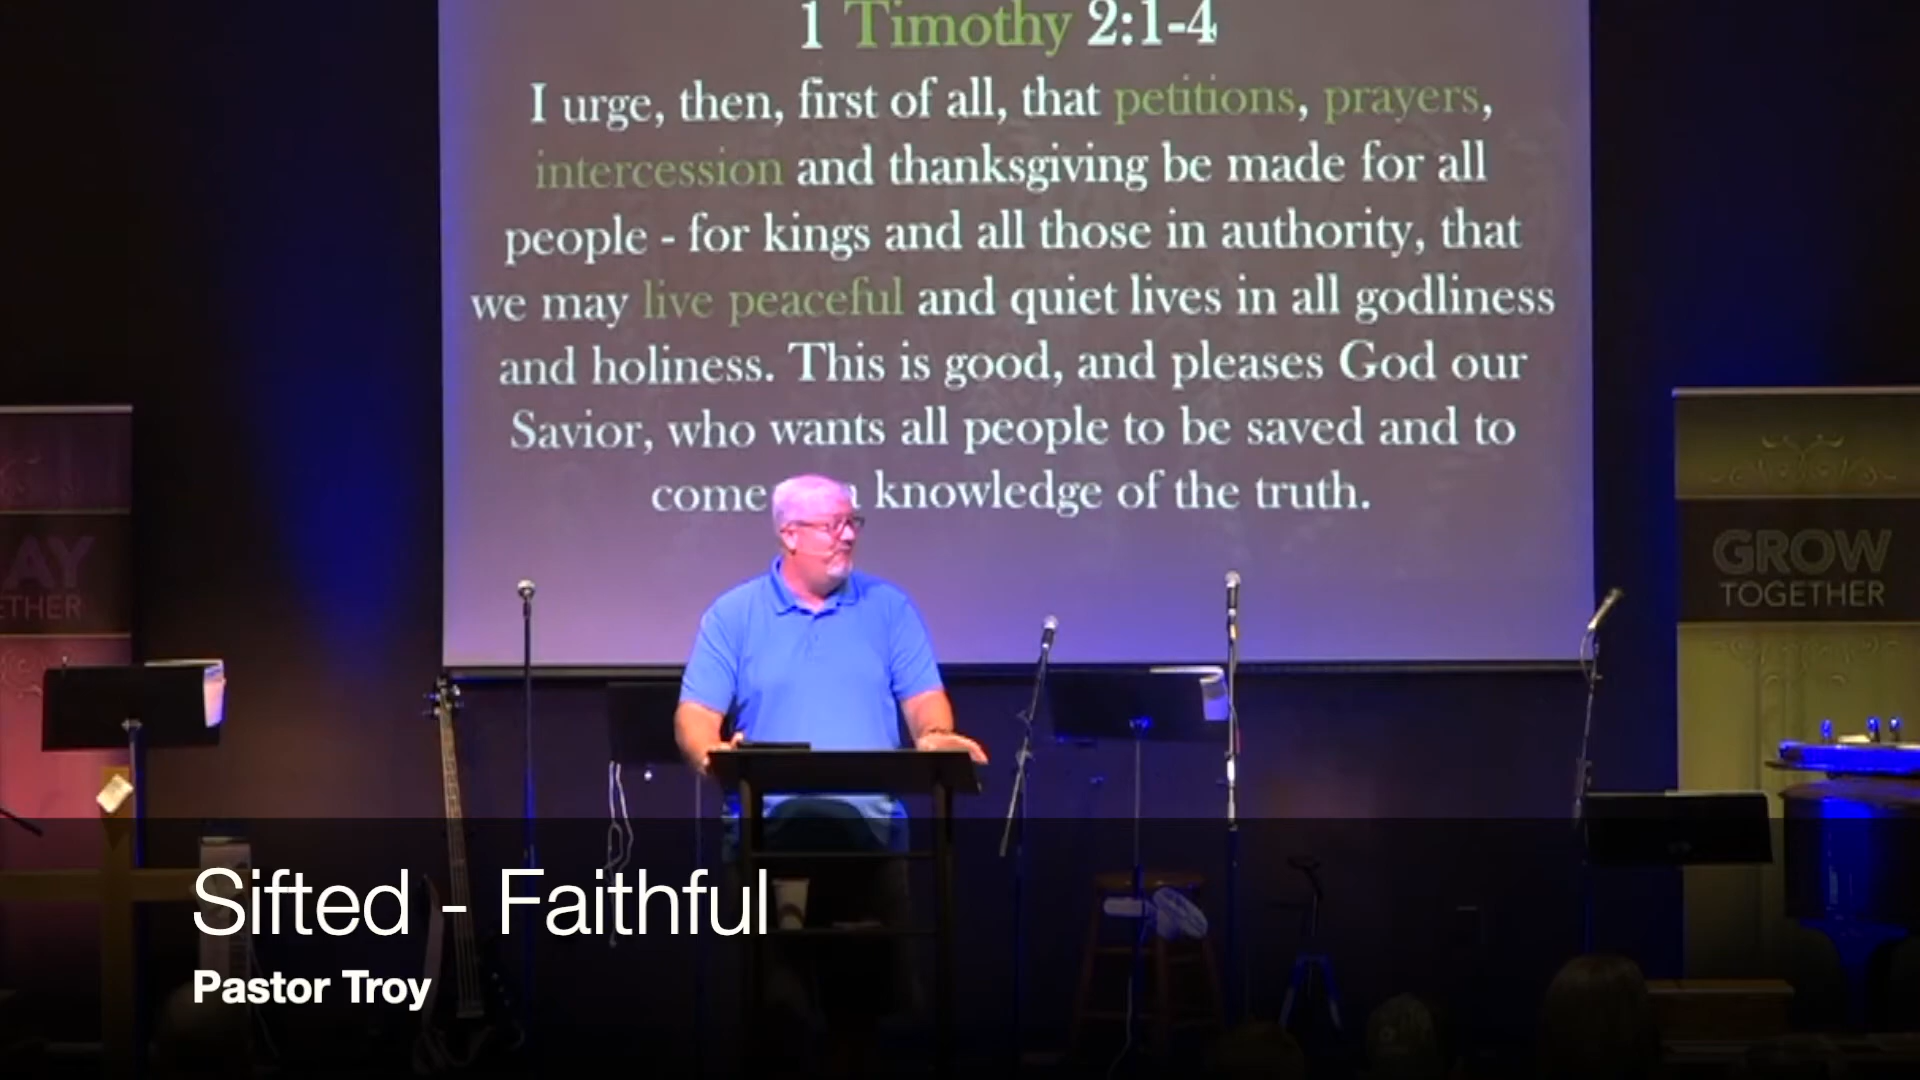 1 Timothy 2:1-4
I urge, then, first of all, that petitions, prayers,
intercession and thanksgiving be made for all
people - for kings and all those in authority, that
we may live peaceful and quiet lives in all godliness
and holiness. This is good, and pleases God our
Savior, who wants all people to be saved and to
come knowledge of the truth.
GROW
TOGETHER
Sifted - Faithful
Pastor Troy